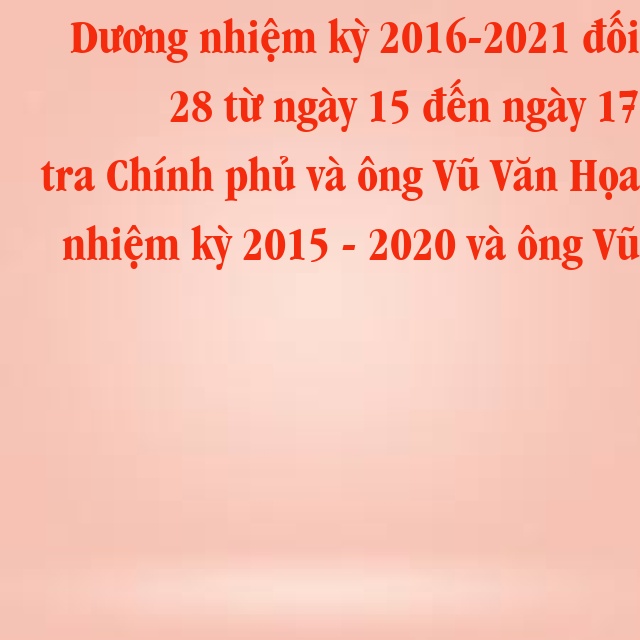 Dương nhiệm kỳ 2016-2021 đối
28 từ ngày 15 đến ngày 17
tra Chính phủ và ông Vũ Văn Họa
nhiệm kỳ 2015 - 2020 và ông Vũ